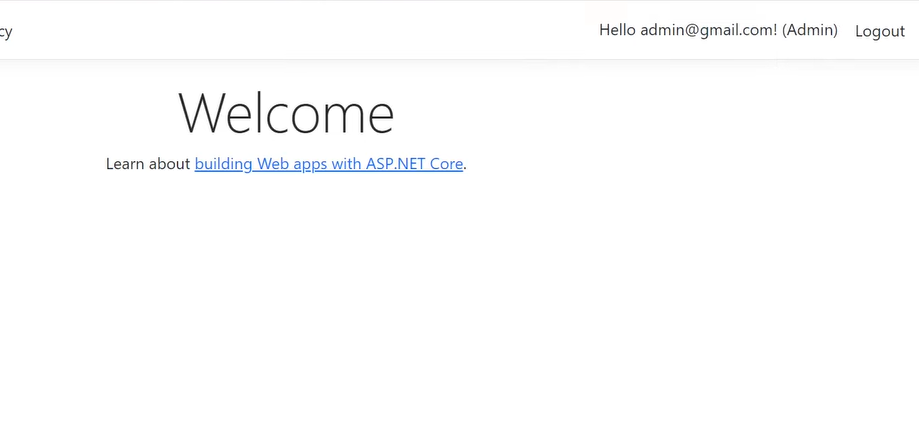 cy
Hello admin@gmail.com! (Admin) Logout
Welcome
Learn about building Web apps with ASP.NET Core.